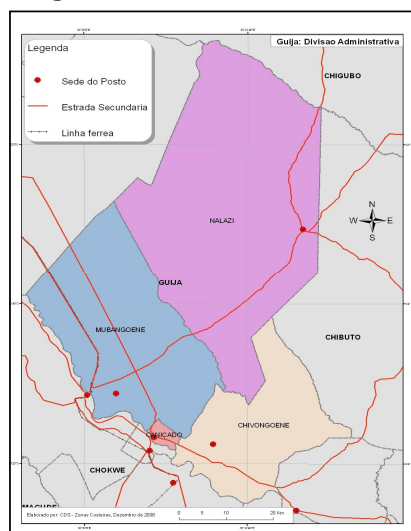 Legenda
Sede do Posto
Estrada Secundaria
Linha ferrea
Guija: Divisao Administrativa
CHIGUBO
NALAZI
N
W E
S
GUIJA
MUBANGOENE
CHIBUTO
CHIVONGOENE
CANICADO
CHOKWE
Elaborado por: CDS - Zonas Costeiras, Dezembro de 2008
0 5 10 20 Km